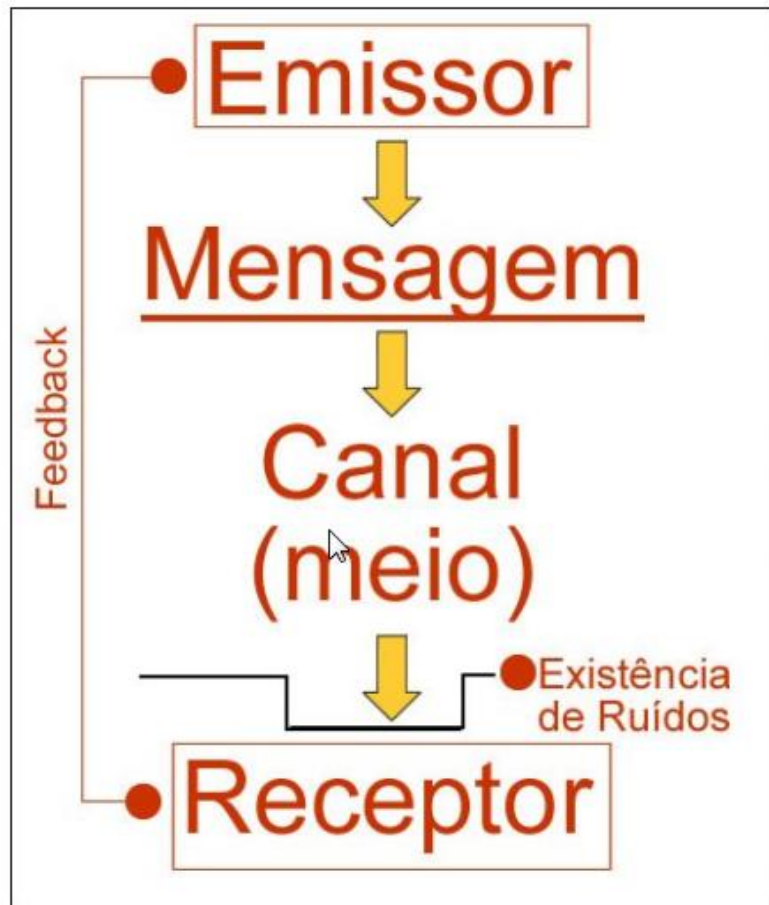 Emissor
Mensagem
Feedback
Canal
(meio)
Existência
de Ruídos
Receptor